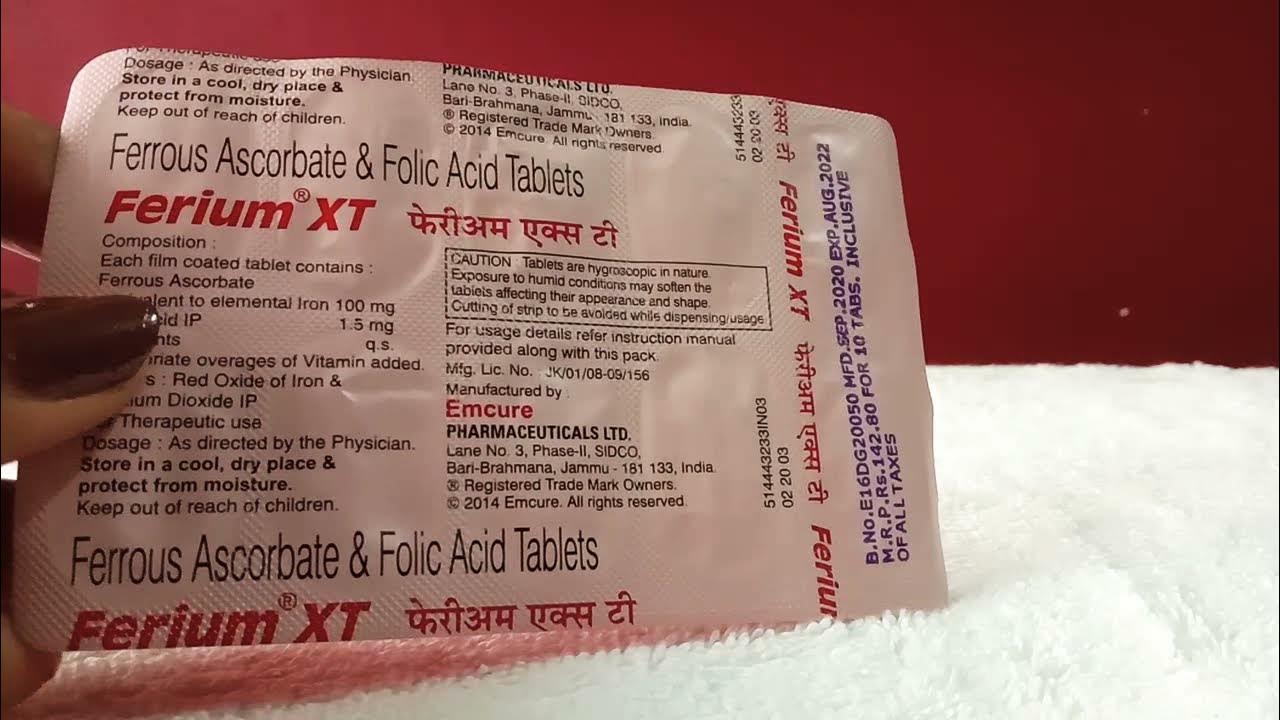 Dosage : As directed by the Physician.
Store in a cool, dry place &
protect from moisture.
Keep out of reach of children.
PHARMACEUTICALS LTD.
Lane No. 3, Phase-II, SIDCO,
Bari-Brahmana, Jammu - 181 133, India.
® Registered Trade Mark Owners.
© 2014 Emcure. All rights reserved.
Ferrous Ascorbate & Folic Acid Tablets
Ferium® XT फेरीअम एक्स टी
Composition :
Each film coated tablet contains :
Ferrous Ascorbate
to elemental Iron 100 mg
IP 1.5 mg
q.s.
overages of Vitamin added.
: Red Oxide of Iron &
Dioxide IP
Therapeutic use
Dosage : As directed by the Physician.
Store in a cool, dry place &
protect from moisture.
Keep out of reach of children.
CAUTION : Tablets are hygroscopic in nature.
Exposure to humid conditions may soften the
tablets affecting their appearance and shape.
Cutting of strip to be avoided while dispensing/usage
For usage details refer instruction manual
provided along with this pack.
Mfg. Lic. No. : JK/01/08-09/156
Manufactured by :
Emcure
PHARMACEUTICALS LTD.
Lane No. 3, Phase-II, SIDCO,
Bari-Brahmana, Jammu - 181 133, India.
® Registered Trade Mark Owners.
© 2014 Emcure. All rights reserved.
Ferrous Ascorbate & Folic Acid Tablets
Ferium® XT फेरीअम एक्स टी
514443233
02 20 03
514443233IN03
02 20 03
एक्स टी Ferium XT फेरीअम एक्स टी Ferium
B.No.E16DG20050 MFD.SEP.2020 EXP.AUG.2022
M.R.P.Rs.142.80 FOR 10 TABS. INCLUSIVE
OF ALL TAXES